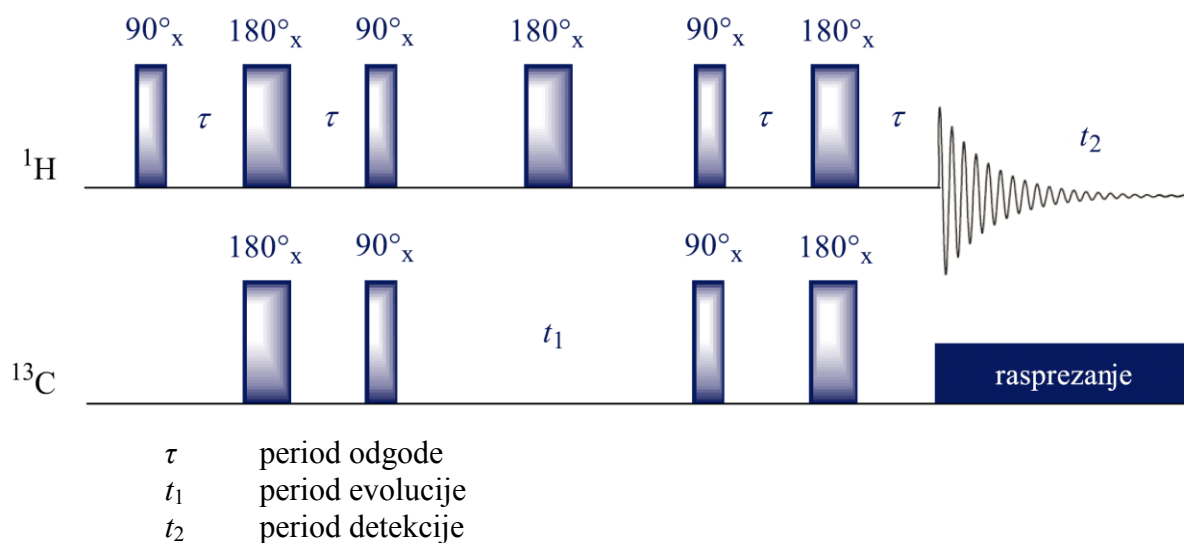 90°x 180°x 90°x 180°x 90°x 180°x
τ τ τ τ t2
1H
180°x 90°x 90°x 180°x
t1
13C rasprezanje
τ period odgode
t1 period evolucije
t2 period detekcije